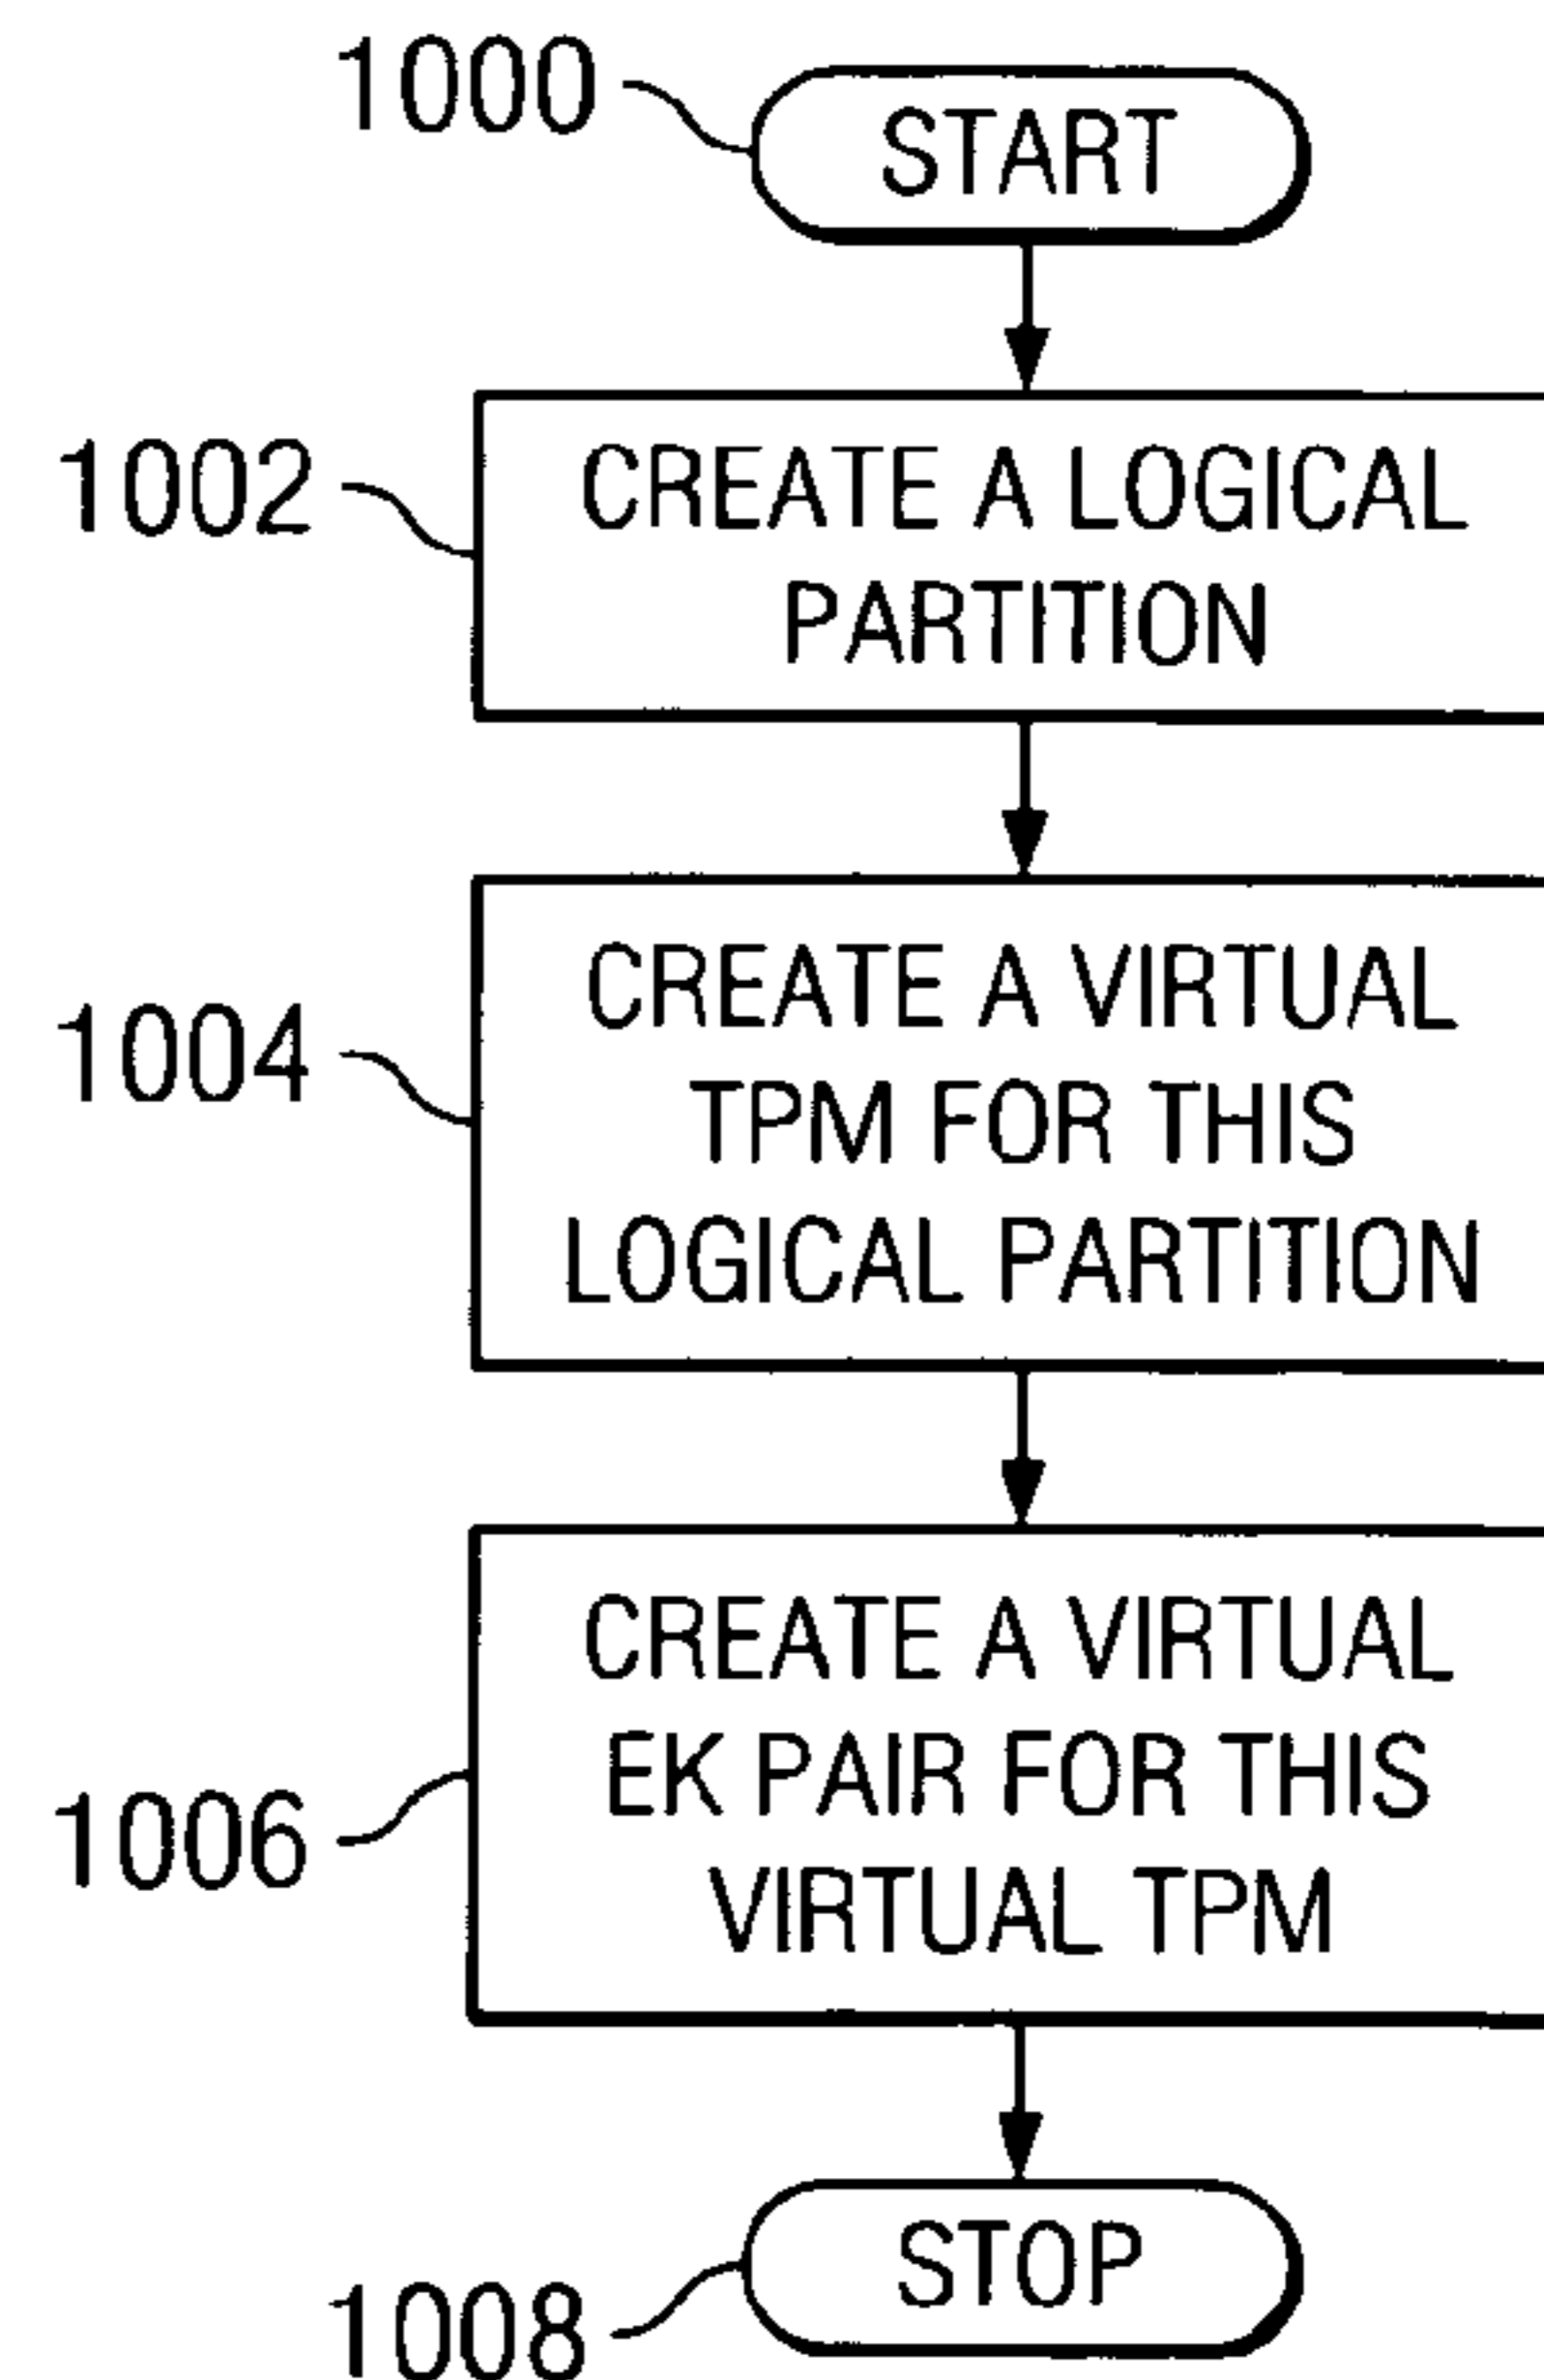 1000
START
1002
CREATE A LOGICAL
PARTITION
1004
CREATE A VIRTUAL
TPM FOR THIS
LOGICAL PARTITION
1006
CREATE A VIRTUAL
EK PAIR FOR THIS
VIRTUAL TPM
1008
STOP